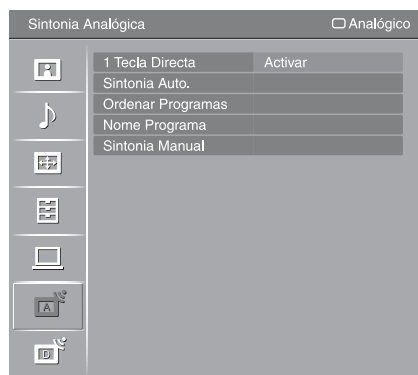 Sintonia Analógica Analógico
1 Tecla Directa Activar
Sintonia Auto.
Ordenar Programas
Nome Programa
Sintonia Manual
A
D